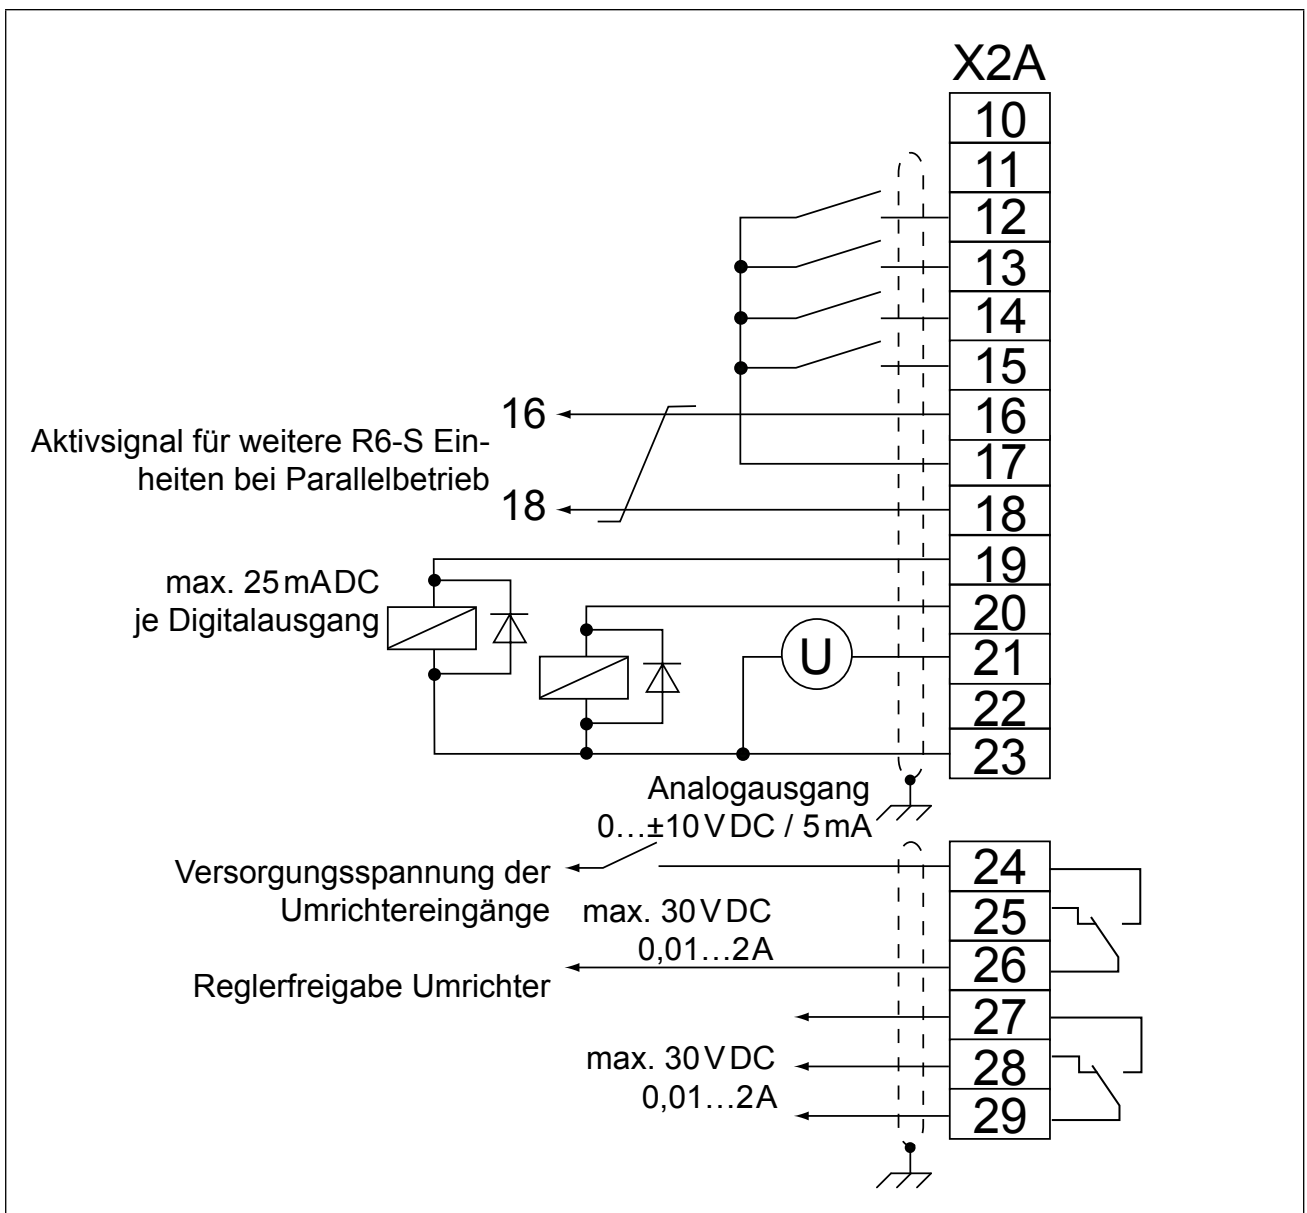 X2A
10
11
12
13
14
15
16
16
Aktivsignal für weitere R6-S Ein-
heiten bei Parallelbetrieb
17
18
18
19
max. 25 mA DC
je Digitalausgang
20
U
21
22
23
Analogausgang
0…±10 V DC / 5 mA
24
Versorgungsspannung der
Umrichtereingänge
max. 30 V DC
0,01…2A
25
26
Reglerfreigabe Umrichter
27
max. 30 V DC
0,01…2A
28
29